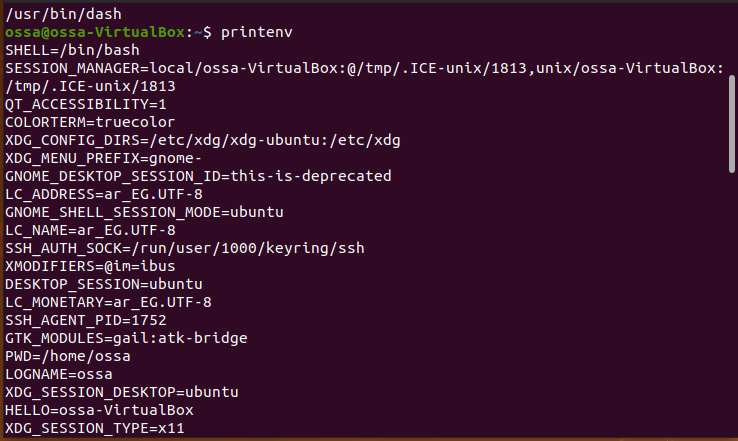 /usr/bin/dash
ossa@ossa-VirtualBox:~$ printenv
SHELL=/bin/bash
SESSION_MANAGER=local/ossa-VirtualBox:@/tmp/.ICE-unix/1813,unix/ossa-VirtualBox:
/tmp/.ICE-unix/1813
QT_ACCESSIBILITY=1
COLORTERM=truecolor
XDG_CONFIG_DIRS=/etc/xdg/xdg-ubuntu:/etc/xdg
XDG_MENU_PREFIX=gnome-
GNOME_DESKTOP_SESSION_ID=this-is-deprecated
LC_ADDRESS=ar_EG.UTF-8
GNOME_SHELL_SESSION_MODE=ubuntu
LC_NAME=ar_EG.UTF-8
SSH_AUTH_SOCK=/run/user/1000/keyring/ssh
XMODIFIERS=@im=ibus
DESKTOP_SESSION=ubuntu
LC_MONETARY=ar_EG.UTF-8
SSH_AGENT_PID=1752
GTK_MODULES=gail:atk-bridge
PWD=/home/ossa
LOGNAME=ossa
XDG_SESSION_DESKTOP=ubuntu
HELLO=ossa-VirtualBox
XDG_SESSION_TYPE=x11